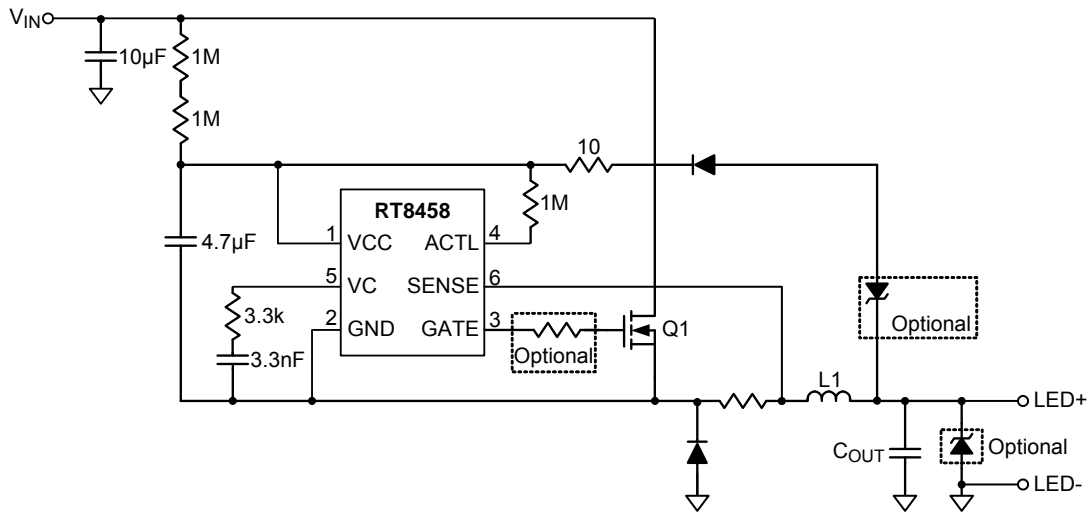 VIN
10µF
1M
1M
10
1M
RT8458
4.7µF
1
VCC
ACTL
4
5
VC
SENSE
6
3.3k
2
GND
GATE
3
Q1
Optional
Optional
3.3nF
L1
LED+
COUT
Optional
LED-